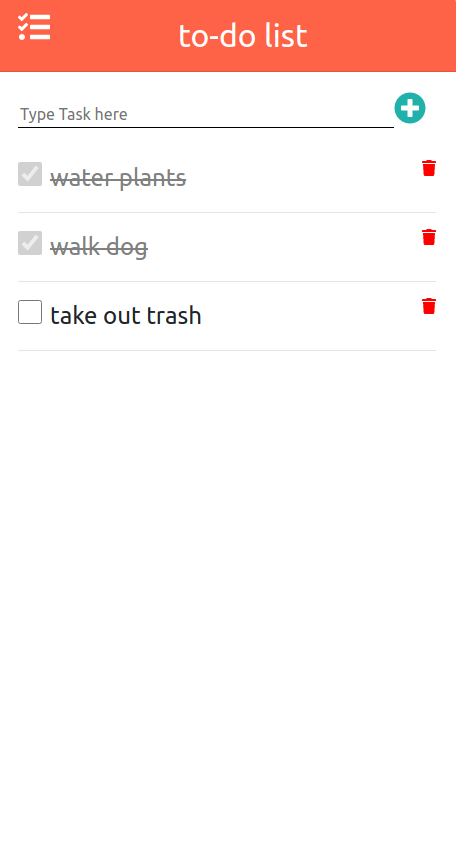 to-do list
Type Task here
water plants
walk dog
take out trash